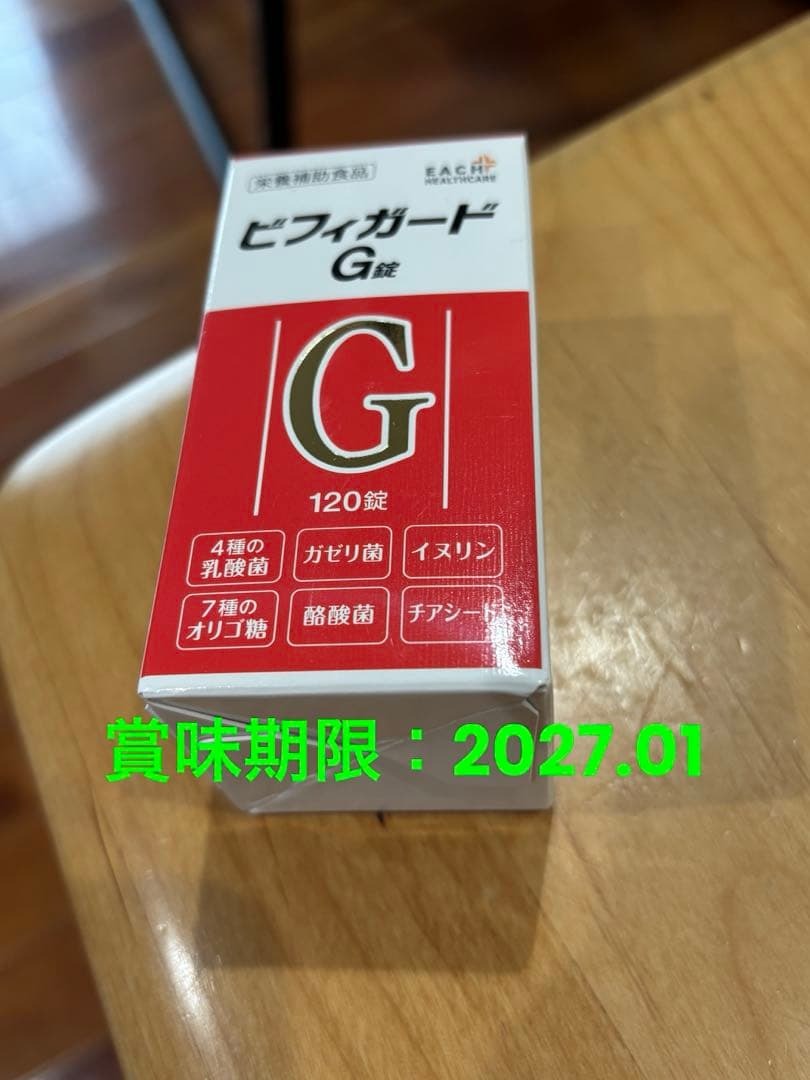 栄養補助食品
EACH
HEALTHCARE
ビフィガード
G錠
G
120錠
4種の
乳酸菌
ガゼリ菌
イヌリン
7種の
オリゴ糖
酪酸菌
チアシード
賞味期限：2027.01